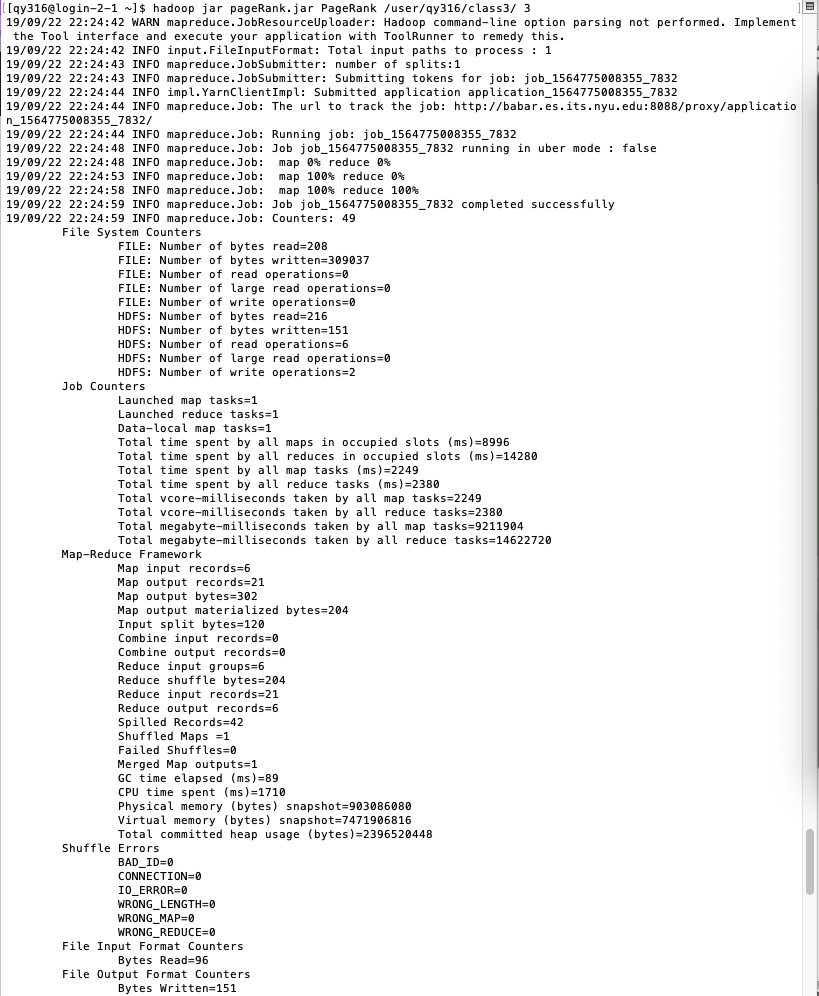 [[qy316@login-2-1 ~]$ hadoop jar pageRank.jar PageRank /user/qy316/class3/ 3 ]
19/09/22 22:24:42 WARN mapreduce.JobResourceUploader: Hadoop command-line option parsing not performed. Implement
 the Tool interface and execute your application with ToolRunner to remedy this.
19/09/22 22:24:42 INFO input.FileInputFormat: Total input paths to process : 1
19/09/22 22:24:43 INFO mapreduce.JobSubmitter: number of splits:1
19/09/22 22:24:43 INFO mapreduce.JobSubmitter: Submitting tokens for job: job_1564775008355_7832
19/09/22 22:24:44 INFO impl.YarnClientImpl: Submitted application application_1564775008355_7832
19/09/22 22:24:44 INFO mapreduce.Job: The url to track the job: http://babar.es.its.nyu.edu:8088/proxy/applicatio
n_1564775008355_7832/
19/09/22 22:24:44 INFO mapreduce.Job: Running job: job_1564775008355_7832
19/09/22 22:24:48 INFO mapreduce.Job: Job job_1564775008355_7832 running in uber mode : false
19/09/22 22:24:48 INFO mapreduce.Job:  map 0% reduce 0%
19/09/22 22:24:53 INFO mapreduce.Job:  map 100% reduce 0%
19/09/22 22:24:58 INFO mapreduce.Job:  map 100% reduce 100%
19/09/22 22:24:59 INFO mapreduce.Job: Job job_1564775008355_7832 completed successfully
19/09/22 22:24:59 INFO mapreduce.Job: Counters: 49
File System Counters
FILE: Number of bytes read=208
FILE: Number of bytes written=309037
FILE: Number of read operations=0
FILE: Number of large read operations=0
FILE: Number of write operations=0
HDFS: Number of bytes read=216
HDFS: Number of bytes written=151
HDFS: Number of read operations=6
HDFS: Number of large read operations=0
HDFS: Number of write operations=2
Job Counters
Launched map tasks=1
Launched reduce tasks=1
Data-local map tasks=1
Total time spent by all maps in occupied slots (ms)=8996
Total time spent by all reduces in occupied slots (ms)=14280
Total time spent by all map tasks (ms)=2249
Total time spent by all reduce tasks (ms)=2380
Total vcore-milliseconds taken by all map tasks=2249
Total vcore-milliseconds taken by all reduce tasks=2380
Total megabyte-milliseconds taken by all map tasks=9211904
Total megabyte-milliseconds taken by all reduce tasks=14622720
Map-Reduce Framework
Map input records=6
Map output records=21
Map output bytes=302
Map output materialized bytes=204
Input split bytes=120
Combine input records=0
Combine output records=0
Reduce input groups=6
Reduce shuffle bytes=204
Reduce input records=21
Reduce output records=6
Spilled Records=42
Shuffled Maps =1
Failed Shuffles=0
Merged Map outputs=1
GC time elapsed (ms)=89
CPU time spent (ms)=1710
Physical memory (bytes) snapshot=903086080
Virtual memory (bytes) snapshot=7471906816
Total committed heap usage (bytes)=2396520448
Shuffle Errors
BAD_ID=0
CONNECTION=0
IO_ERROR=0
WRONG_LENGTH=0
WRONG_MAP=0
WRONG_REDUCE=0
File Input Format Counters
Bytes Read=96
File Output Format Counters
Bytes Written=151